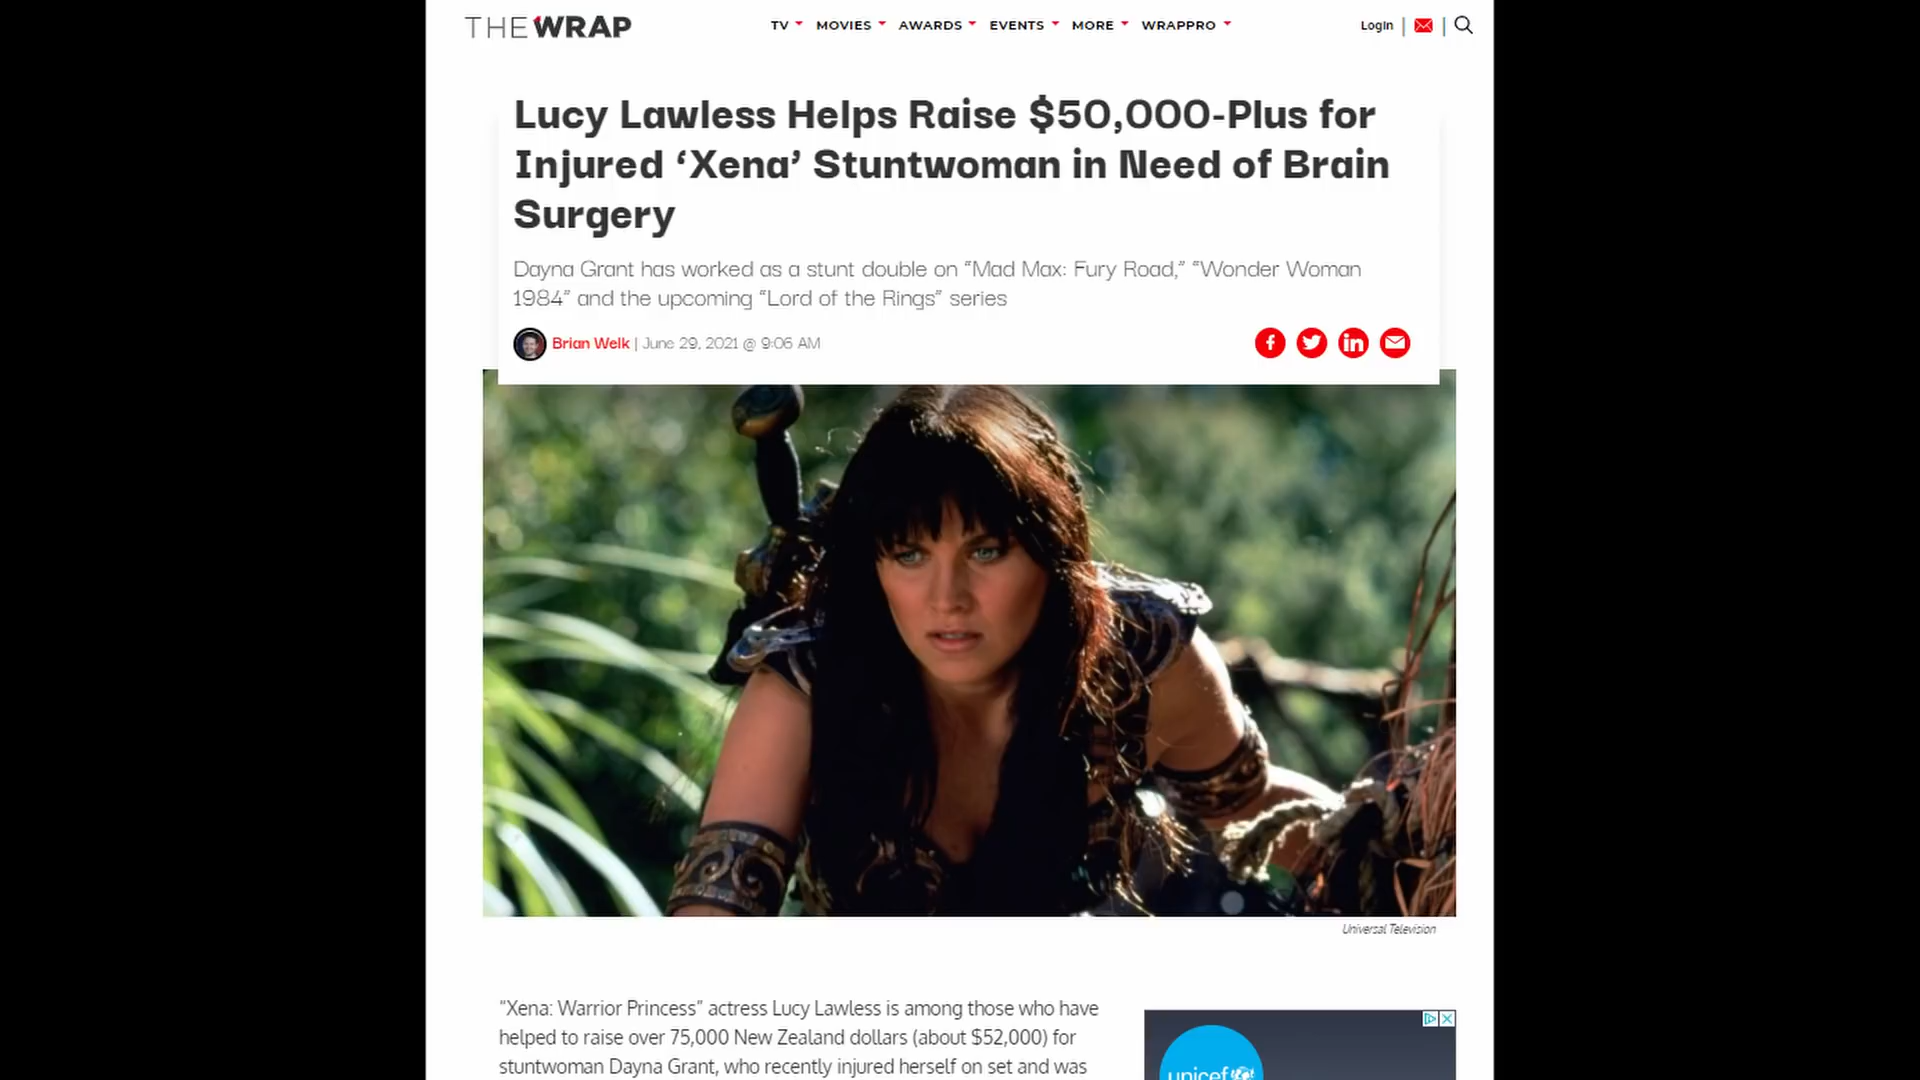 THE WRAP
TV MOVIES AWARDS EVENTS MORE WRAPPRO
Login
Lucy Lawless Helps Raise $50,000-Plus for
Injured ‘Xena’ Stuntwoman in Need of Brain
Surgery
Dayna Grant has worked as a stunt double on “Mad Max: Fury Road,” “Wonder Woman
1984” and the upcoming “Lord of the Rings” series
Brian Welk | June 29, 2021 @ 9:06 AM
Universal Television
“Xena: Warrior Princess” actress Lucy Lawless is among those who have
helped to raise over 75,000 New Zealand dollars (about $52,000) for
stuntwoman Dayna Grant, who recently injured herself on set and was
unicef